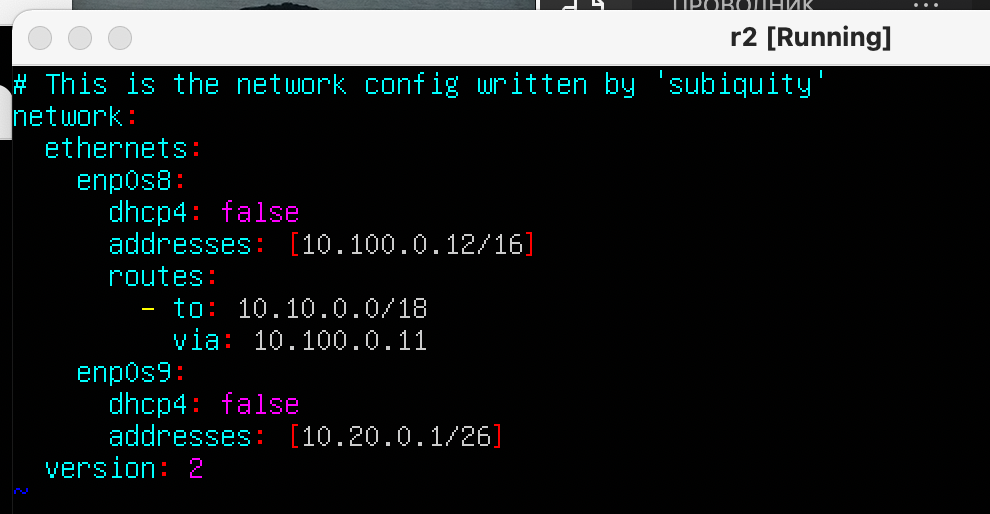 ПРОВОДНИК
r2 [Running]
# This is the network config written by 'subiquity'
network:
  ethernets:
    enp0s8:
      dhcp4: false
      addresses: [10.100.0.12/16]
      routes:
        - to: 10.10.0.0/18
          via: 10.100.0.11
    enp0s9:
      dhcp4: false
      addresses: [10.20.0.1/26]
  version: 2
~